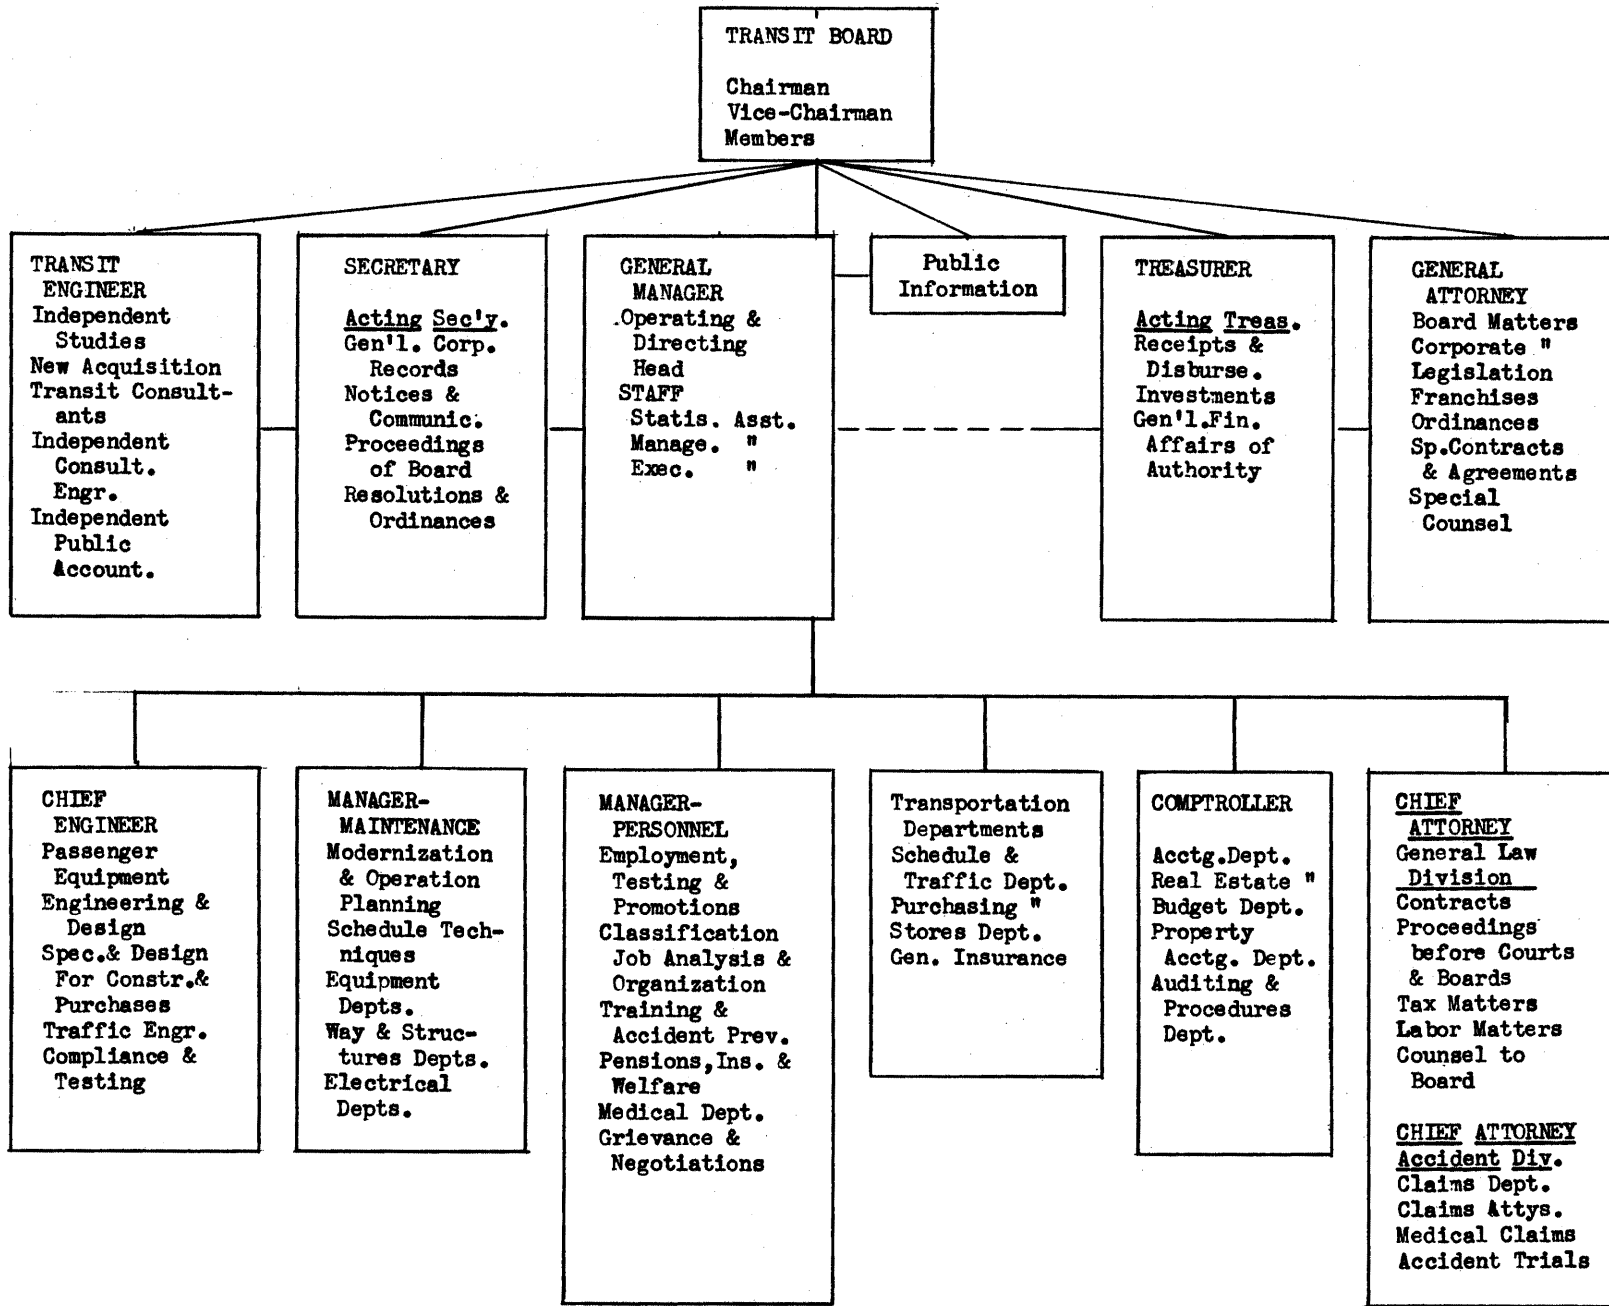 TRANSIT BOARD
Chairman
Vice-Chairman
Members
TRANSIT
ENGINEER
Independent
Studies
New Acquisition
Transit Consult-
ants
Independent
Consult.
Engr.
Independent
Public
Account.
SECRETARY
Acting Sec'y.
Gen'l. Corp.
Records
Notices &
Communic.
Proceedings
of Board
Resolutions &
Ordinances
GENERAL
MANAGER
.Operating &
Directing
Head
STAFF
Statis. Asst.
Manage. "
Exec. "
Public
Information
TREASURER
Acting Treas.
Receipts &
Disburse.
Investments
Gen'l.Fin.
Affairs of
Authority
GENERAL
ATTORNEY
Board Matters
Corporate "
Legislation
Franchises
Ordinances
Sp.Contracts
& Agreements
Special
Counsel
CHIEF
ENGINEER
Passenger
Equipment
Engineering &
Design
Spec.& Design
For Constr.&
Purchases
Traffic Engr.
Compliance &
Testing
MANAGER-
MAINTENANCE
Modernization
& Operation
Planning
Schedule Tech-
niques
Equipment
Depts.
Way & Struc-
tures Depts.
Electrical
Depts.
MANAGER-
PERSONNEL
Employment,
Testing &
Promotions
Classification
Job Analysis &
Organization
Training &
Accident Prev.
Pensions,Ins. &
Welfare
Medical Dept.
Grievance &
Negotiations
Transportation
Departments
Schedule &
Traffic Dept.
Purchasing "
Stores Dept.
Gen. Insurance
COMPTROLLER
Acctg.Dept.
Real Estate "
Budget Dept.
Property
Acctg. Dept.
Auditing &
Procedures
Dept.
CHIEF
ATTORNEY
General Law
Division
Contracts
Proceedings
before Courts
& Boards
Tax Matters
Labor Matters
Counsel to
Board
CHIEF ATTORNEY
Accident Div.
Claims Dept.
Claims Attys.
Medical Claims
Accident Trials